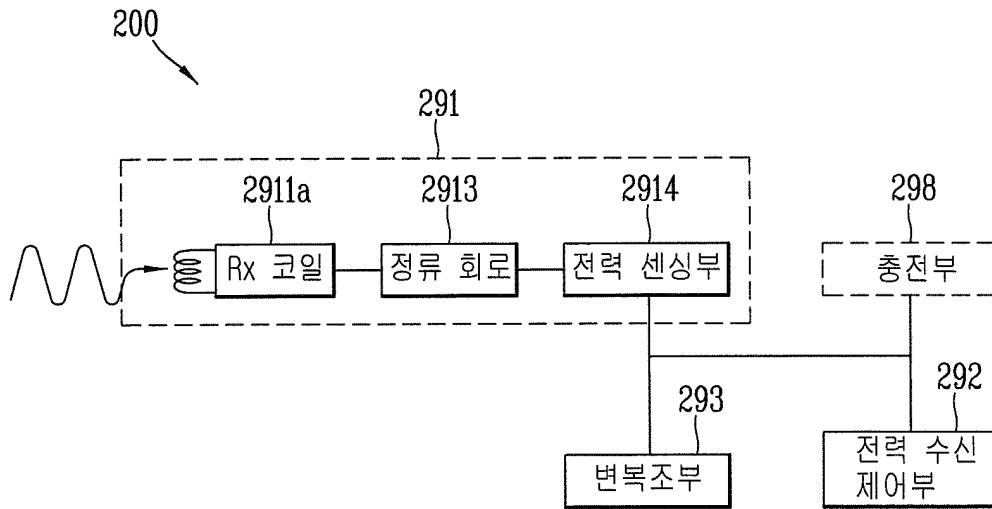 200
291
2911a
2913
2914
298
Rx 코일
정류 회로
전력 센싱부
충전부
293
292
변복조부
전력 수신
제어부